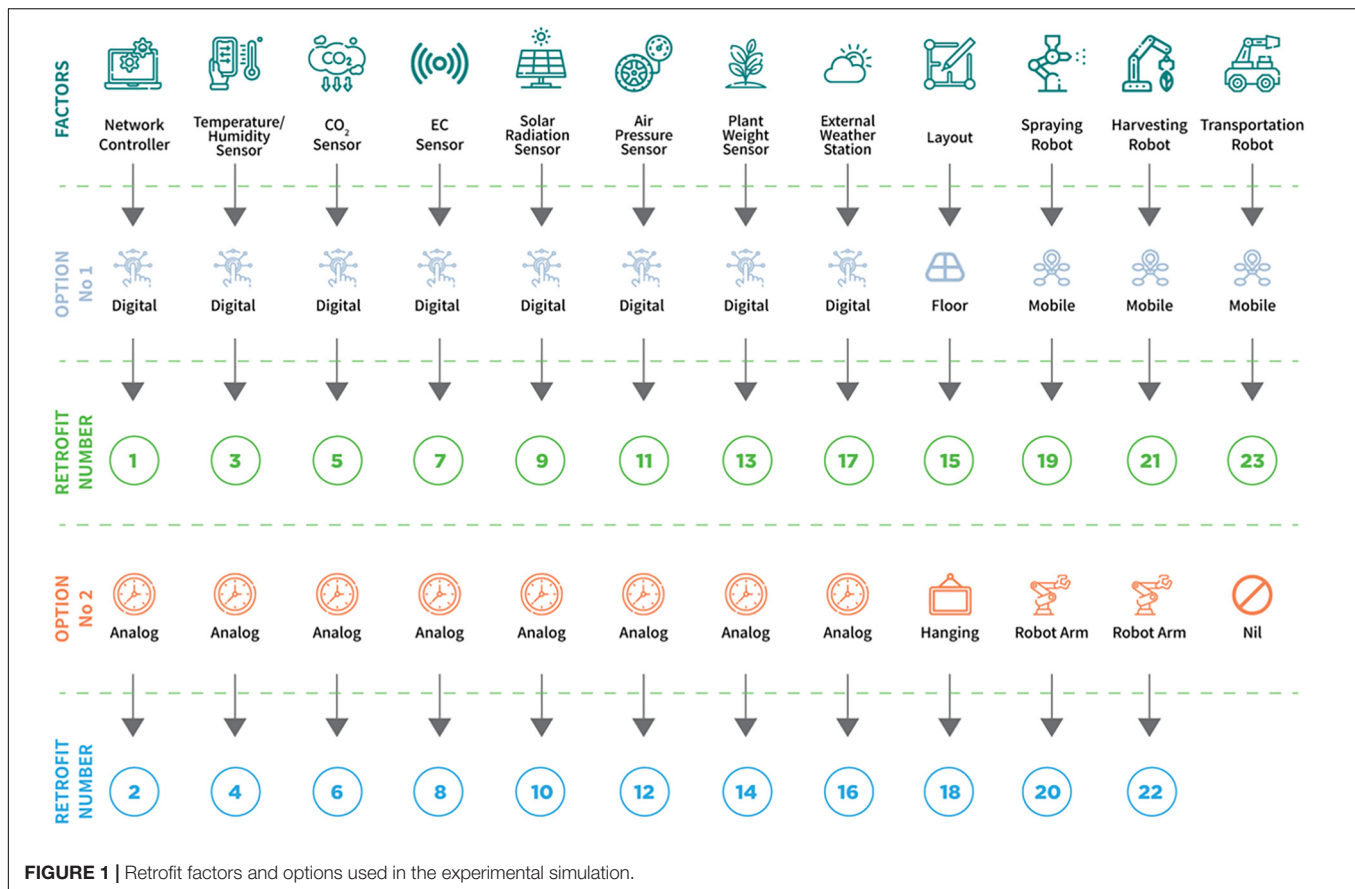 FACTORS
Network
Controller
Temperature/
Humidity
Sensor
CO2
Sensor
EC
Sensor
Solar
Radiation
Sensor
Air
Pressure
Sensor
Plant
Weight
Sensor
External
Weather
Station
Layout
Spraying
Robot
Harvesting
Robot
Transportation
Robot
CO2
OPTION
No 1
Digital
Digital
Digital
Digital
Digital
Digital
Digital
Digital
Floor
Mobile
Mobile
Mobile
RETROFIT
NUMBER
1
3
5
7
9
11
13
17
15
19
21
23
OPTION
No 2
Analog
Analog
Analog
Analog
Analog
Analog
Analog
Analog
Hanging
Robot Arm
Robot Arm
Nil
RETROFIT
NUMBER
2
4
6
8
10
12
14
16
18
20
22
FIGURE 1 | Retrofit factors and options used in the experimental simulation.